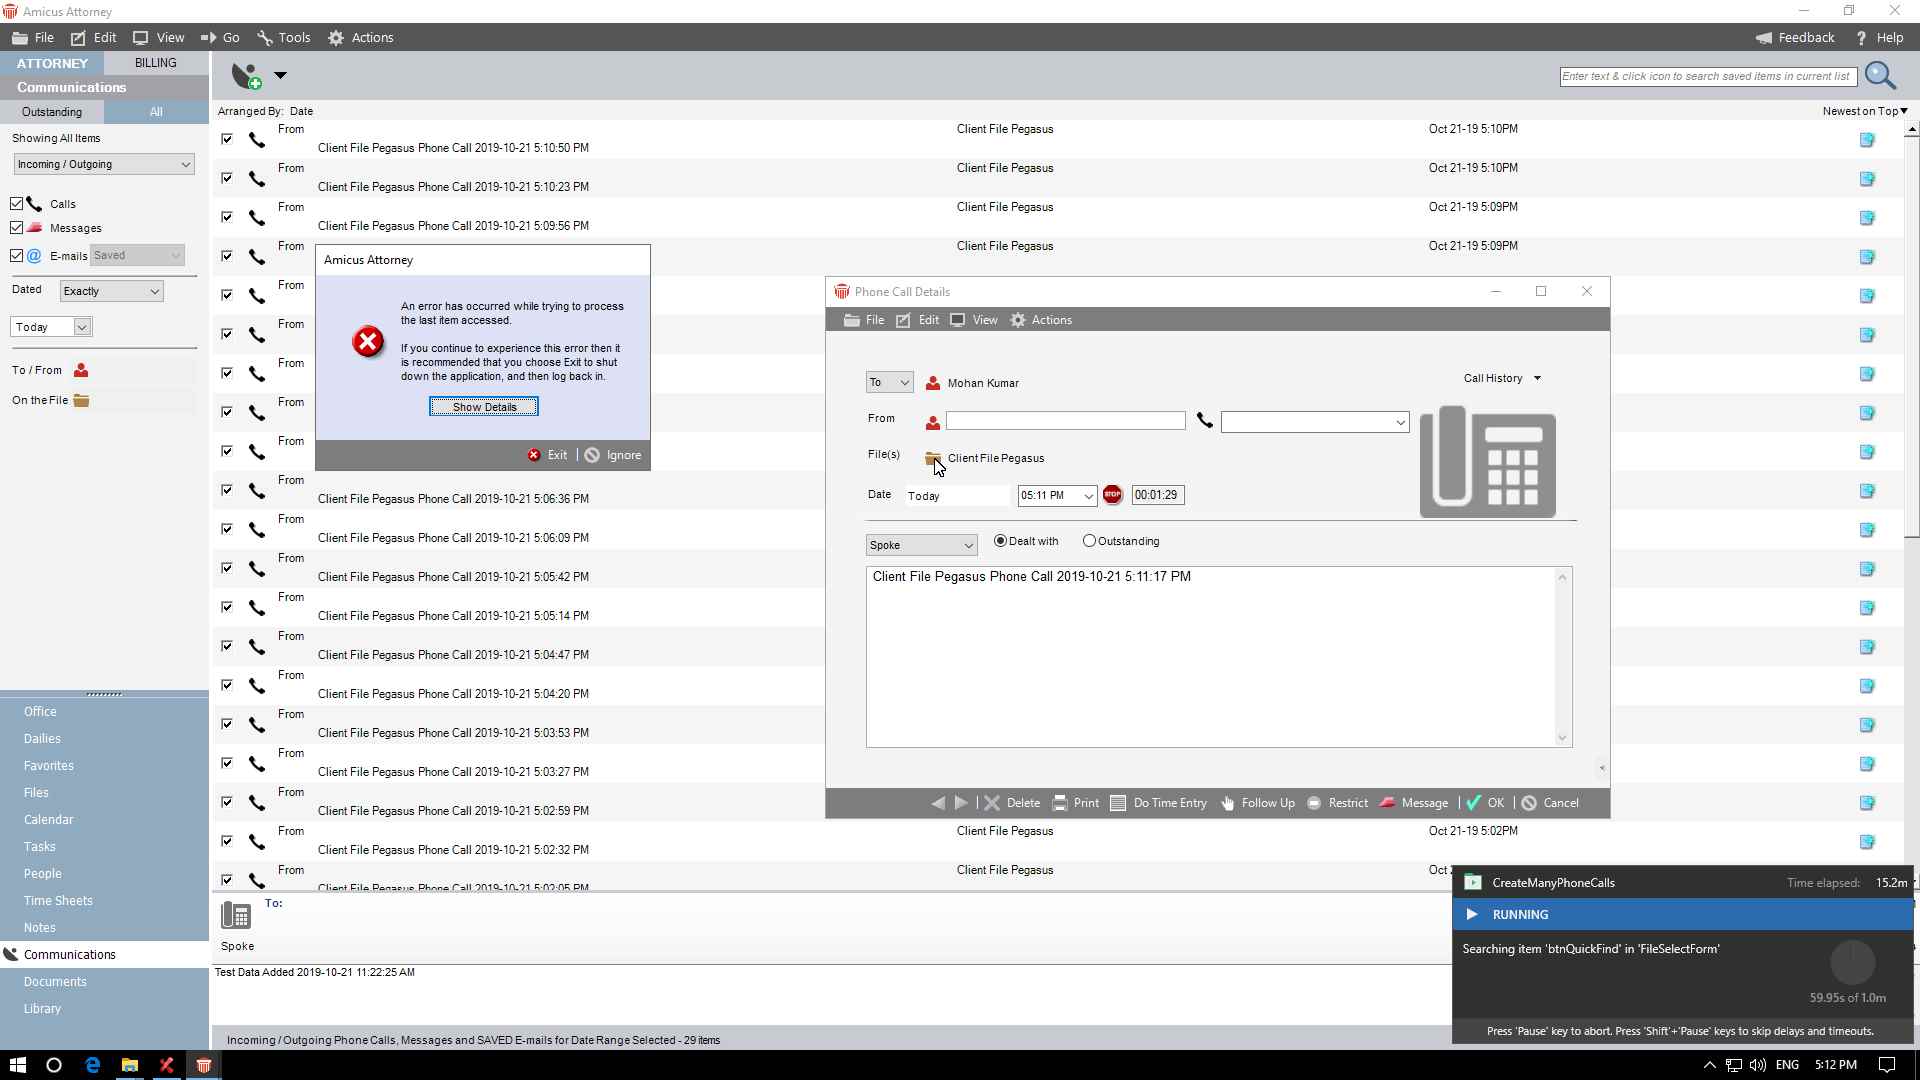 Amicus Attorney
File Edit View Go Tools Actions Feedback ? Help
ATTORNEY BILLING
Communications
Outstanding All
Enter text & click icon to search saved items in current list
Arranged By: Date Newest on Top
Showing All Items
Incoming / Outgoing
Calls
Messages
@ E-mails Saved
Dated Exactly
Today
To / From
On the File
Office
Dailies
Favorites
Files
Calendar
Tasks
People
Time Sheets
Notes
Communications
Documents
Library
From Client File Pegasus Oct 21-19 5:10PM
Client File Pegasus Phone Call 2019-10-21 5:10:50 PM
From Client File Pegasus Oct 21-19 5:10PM
Client File Pegasus Phone Call 2019-10-21 5:10:23 PM
From Client File Pegasus Oct 21-19 5:09PM
Client File Pegasus Phone Call 2019-10-21 5:09:56 PM
From Client File Pegasus Oct 21-19 5:09PM
From
From
From
From
From
From
Client File Pegasus Phone Call 2019-10-21 5:06:36 PM
From
Client File Pegasus Phone Call 2019-10-21 5:06:09 PM
From
Client File Pegasus Phone Call 2019-10-21 5:05:42 PM
From
Client File Pegasus Phone Call 2019-10-21 5:05:14 PM
From
Client File Pegasus Phone Call 2019-10-21 5:04:47 PM
From
Client File Pegasus Phone Call 2019-10-21 5:04:20 PM
From
Client File Pegasus Phone Call 2019-10-21 5:03:53 PM
From
Client File Pegasus Phone Call 2019-10-21 5:03:27 PM
From
Client File Pegasus Phone Call 2019-10-21 5:02:59 PM
From Client File Pegasus Oct 21-19 5:02PM
Client File Pegasus Phone Call 2019-10-21 5:02:32 PM
From Client File Pegasus Oct
Client File Pegasus Phone Call 2019-10-21 5:02:05 PM
Amicus Attorney
An error has occurred while trying to process
the last item accessed.
If you continue to experience this error then it
is recommended that you choose Exit to shut
down the application, and then log back in.
Show Details
Exit | Ignore
Phone Call Details
File Edit View Actions
To Mohan Kumar Call History
From
File(s) Client File Pegasus
Date Today 05:11 PM STOP 00:01:29
Spoke Dealt with Outstanding
Client File Pegasus Phone Call 2019-10-21 5:11:17 PM
Delete Print Do Time Entry Follow Up Restrict Message OK Cancel
To:
Spoke
Test Data Added 2019-10-21 11:22:25 AM
Incoming / Outgoing Phone Calls, Messages and SAVED E-mails for Date Range Selected - 29 items
CreateManyPhoneCalls Time elapsed: 15.2m
RUNNING
Searching item 'btnQuickFind' in 'FileSelectForm'
59.95s of 1.0m
Press 'Pause' key to abort. Press 'Shift'+'Pause' keys to skip delays and timeouts.
ENG 5:12 PM